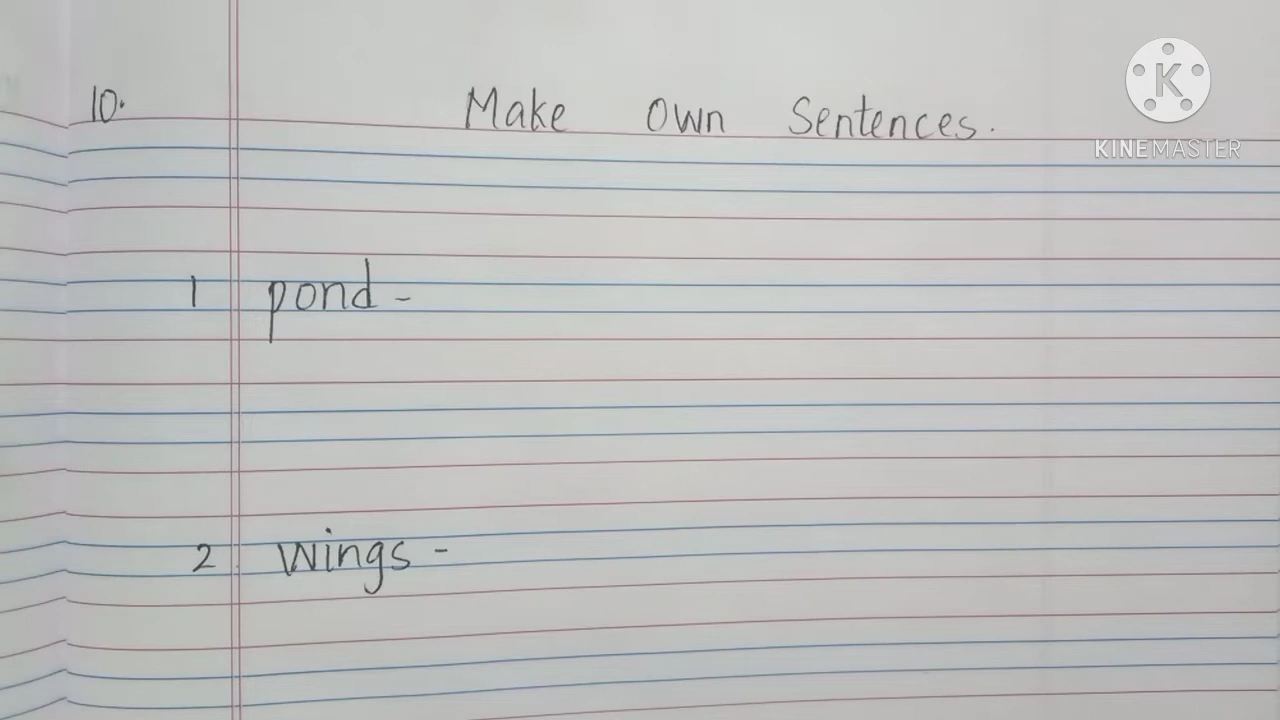 10. Make Own Sentences.
K
KINEMASTER
1 pond -
2 Wings -